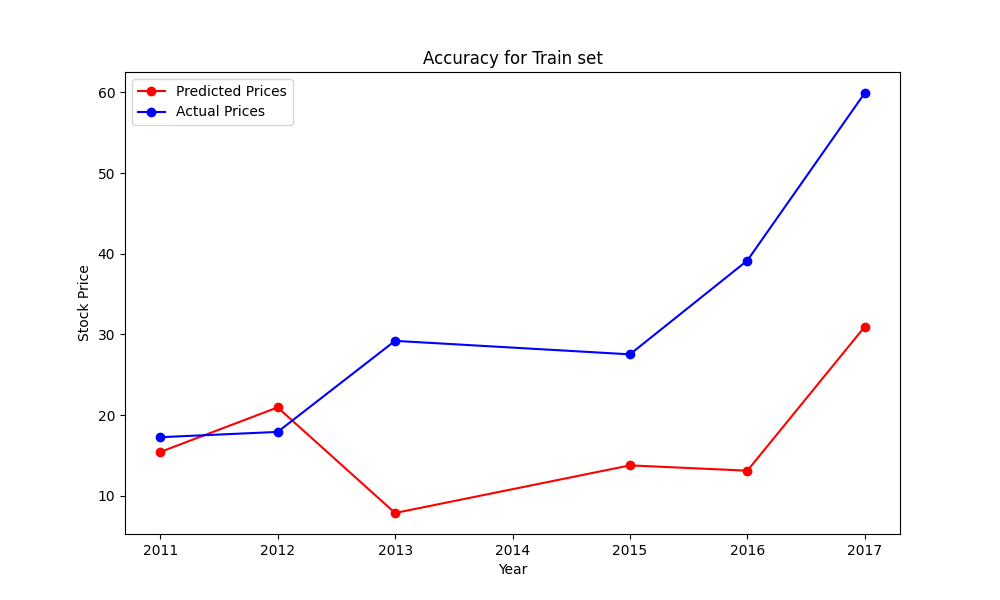 Accuracy for Train set
Predicted Prices
Actual Prices
60
50
40
30
20
10
Stock Price
2011 2012 2013 2014 2015 2016 2017
Year